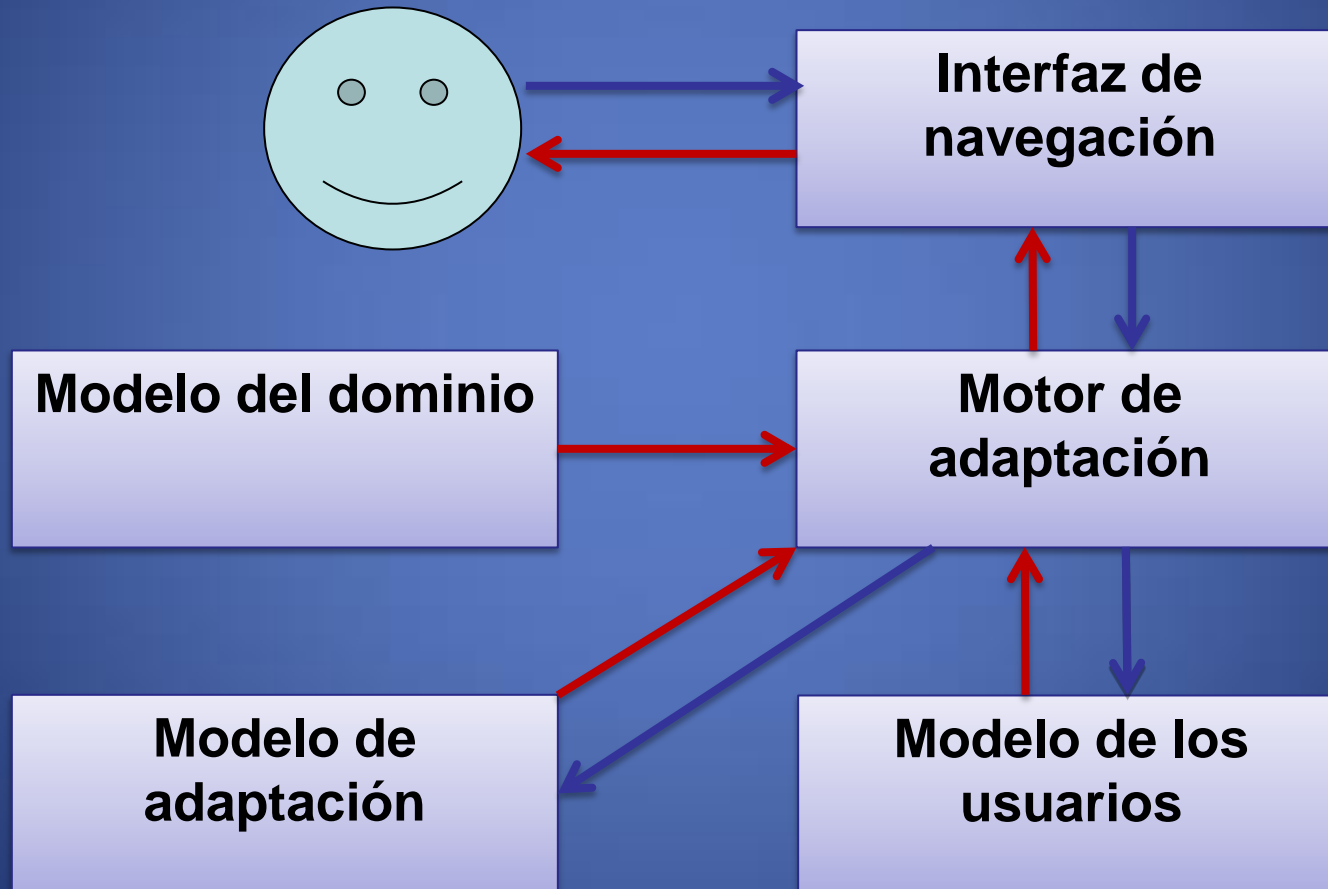 Interfaz de
navegación
Modelo del dominio
Motor de
adaptación
Modelo de
adaptación
Modelo de los
usuarios